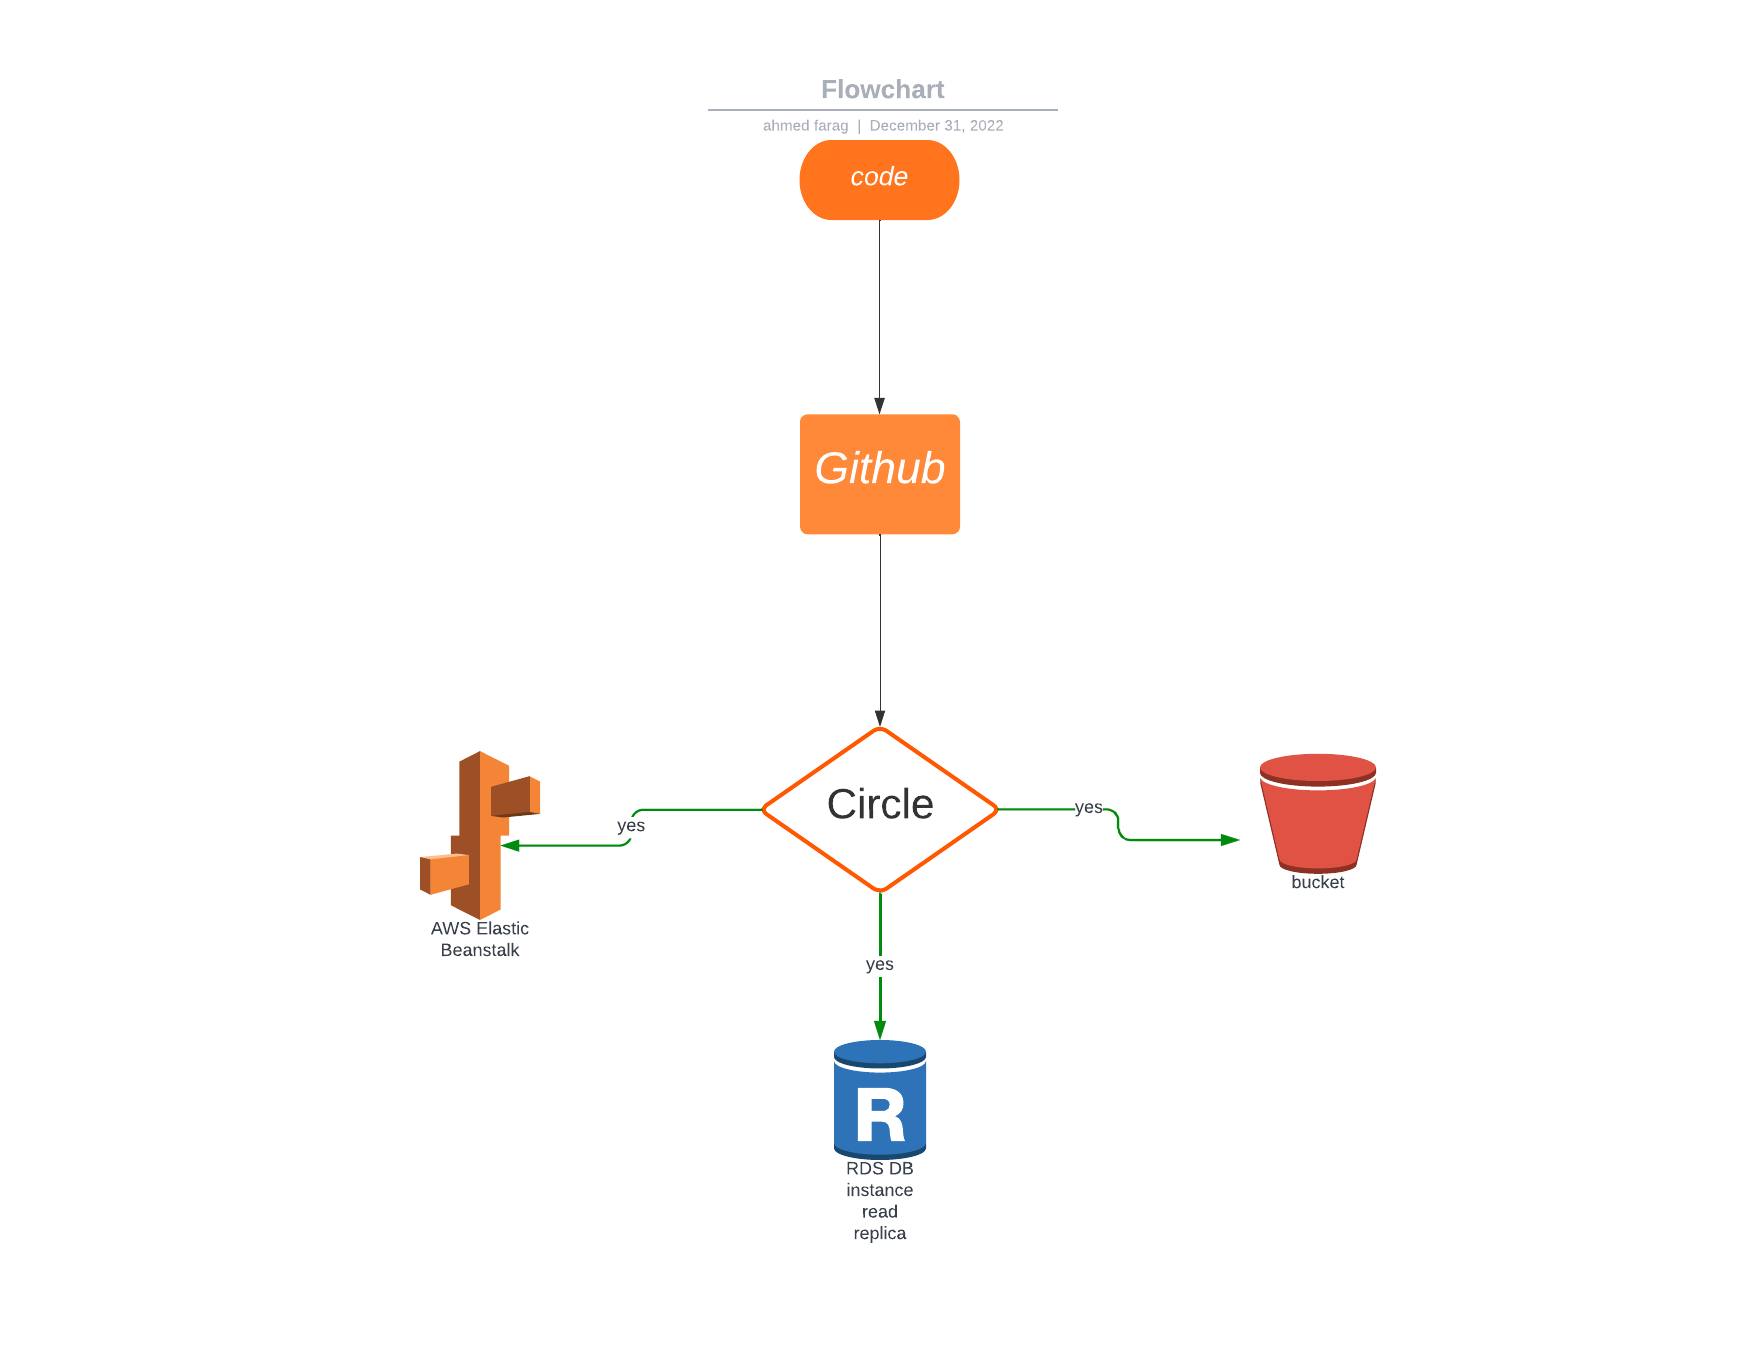 Flowchart
ahmed farag | December 31, 2022
code
Github
Circle
yes
yes
bucket
AWS Elastic
Beanstalk
yes
R
RDS DB
instance
read
replica